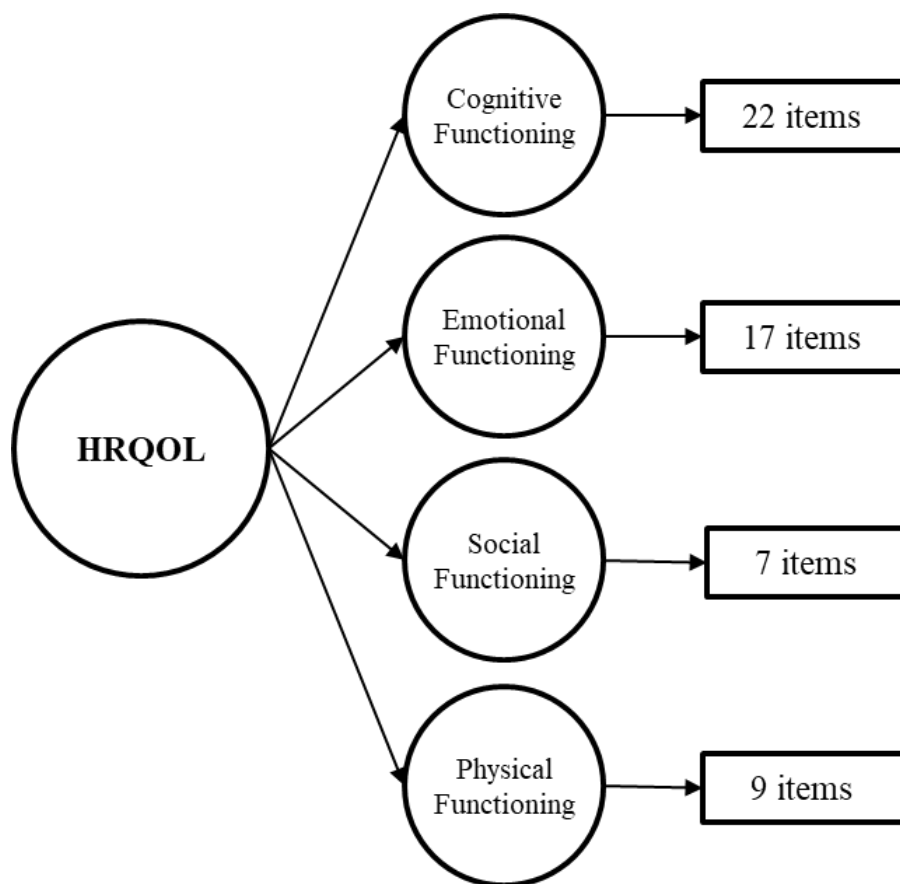 Cognitive
Functioning
22 items
Emotional
Functioning
17 items
HRQOL
Social
Functioning
7 items
Physical
Functioning
9 items